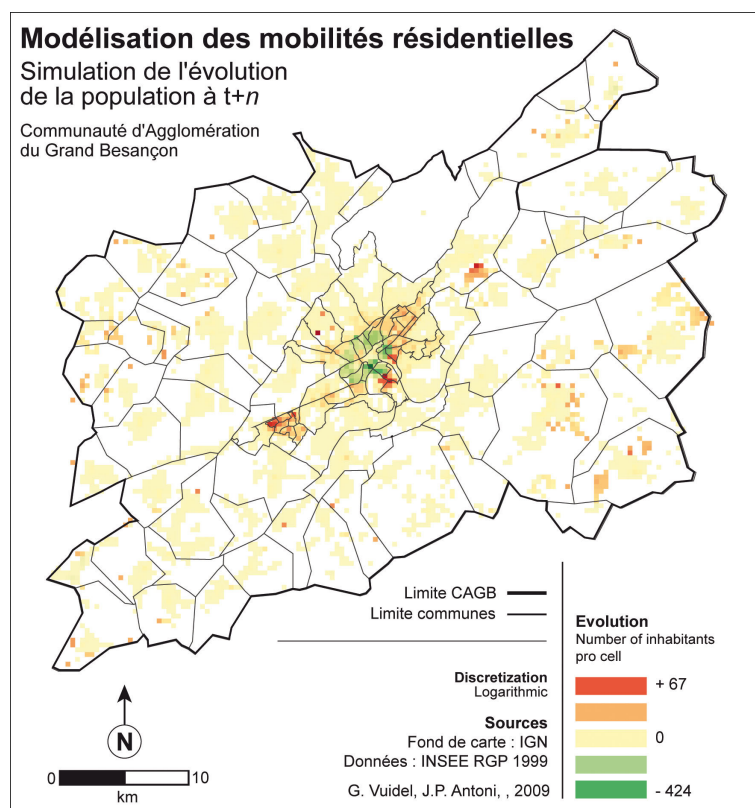 Modélisation des mobilités résidentielles
Simulation de l'évolution
de la population à t+n
Communauté d'Agglomération
du Grand Besançon
Limite CAGB
Limite communes
Discretization
Logarithmic
Sources
Fond de carte : IGN
Données : INSEE RGP 1999
G. Vuidel, J.P. Antoni, , 2009
Evolution
Number of inhabitants
pro cell
+ 67
0
- 424
N
0 10
km